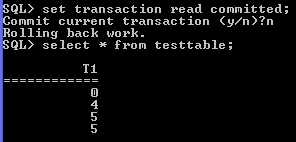 SQL> set transaction read committed;
Commit current transaction (y/n)?n
Rolling back work.
SQL> select * from testtable;
T1
============
0
4
5
5